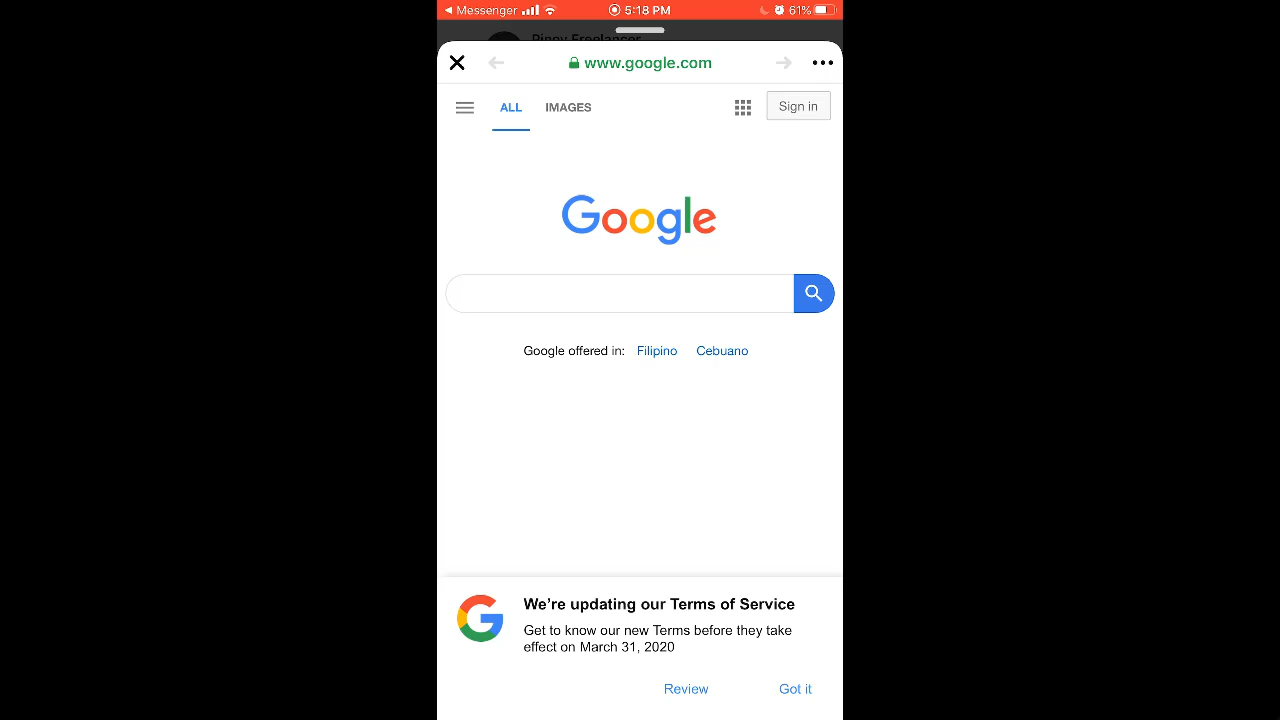 ◄ Messenger 5:18 PM 61%
Pinoy Freelancer
www.google.com
ALL IMAGES Sign in
Google
Google offered in: Filipino Cebuano
We're updating our Terms of Service
Get to know our new Terms before they take
effect on March 31, 2020
Review Got it